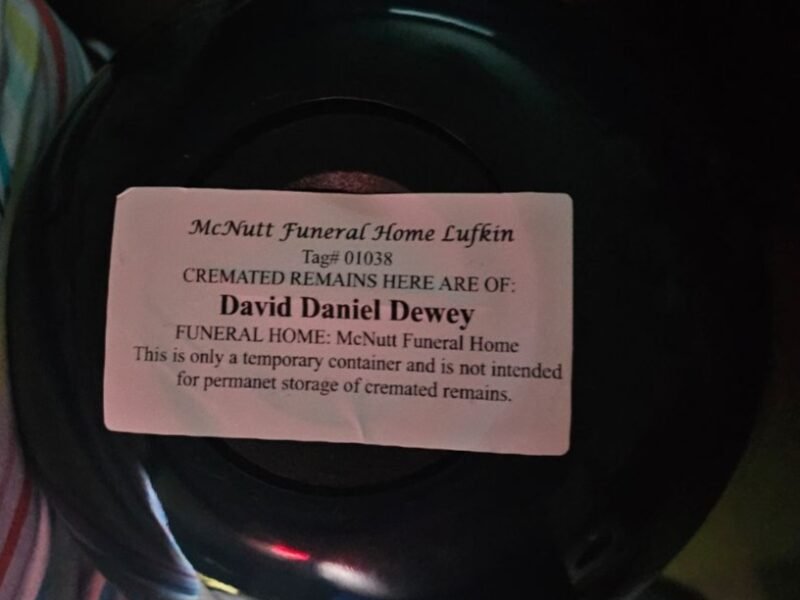 McNutt Funeral Home Lufkin
Tag# 01038
CREMATED REMAINS HERE ARE OF:
David Daniel Dewey
FUNERAL HOME: McNutt Funeral Home
This is only a temporary container and is not intended
for permanet storage of cremated remains.